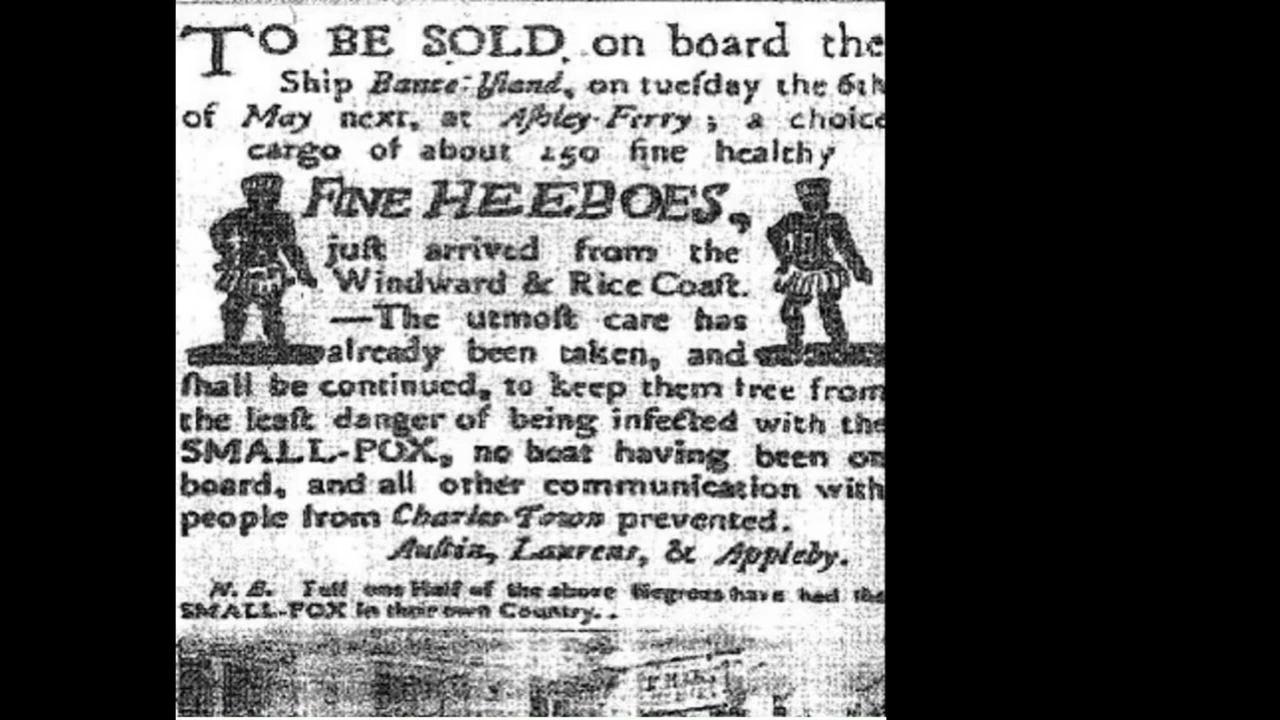 TO BE SOLD, on board the
Ship Bance-Yland, on tuesday the 6th
of May next, at Ashley-Ferry; a choice
cargo of about 250 fine healthy
FINE HEEBOES,
just arrived from the
Windward & Rice Coast.
—The utmost care has
already been taken, and
shall be continued, to keep them free from
the least danger of being infected with the
SMALL-POX, no boat having been on
board, and all other communication with
people from Charles-Town prevented.
Austin, Laurens, & Appleby.
N. B. Full one Half of the above Negroes have had the
SMALL-POX in their own Country.